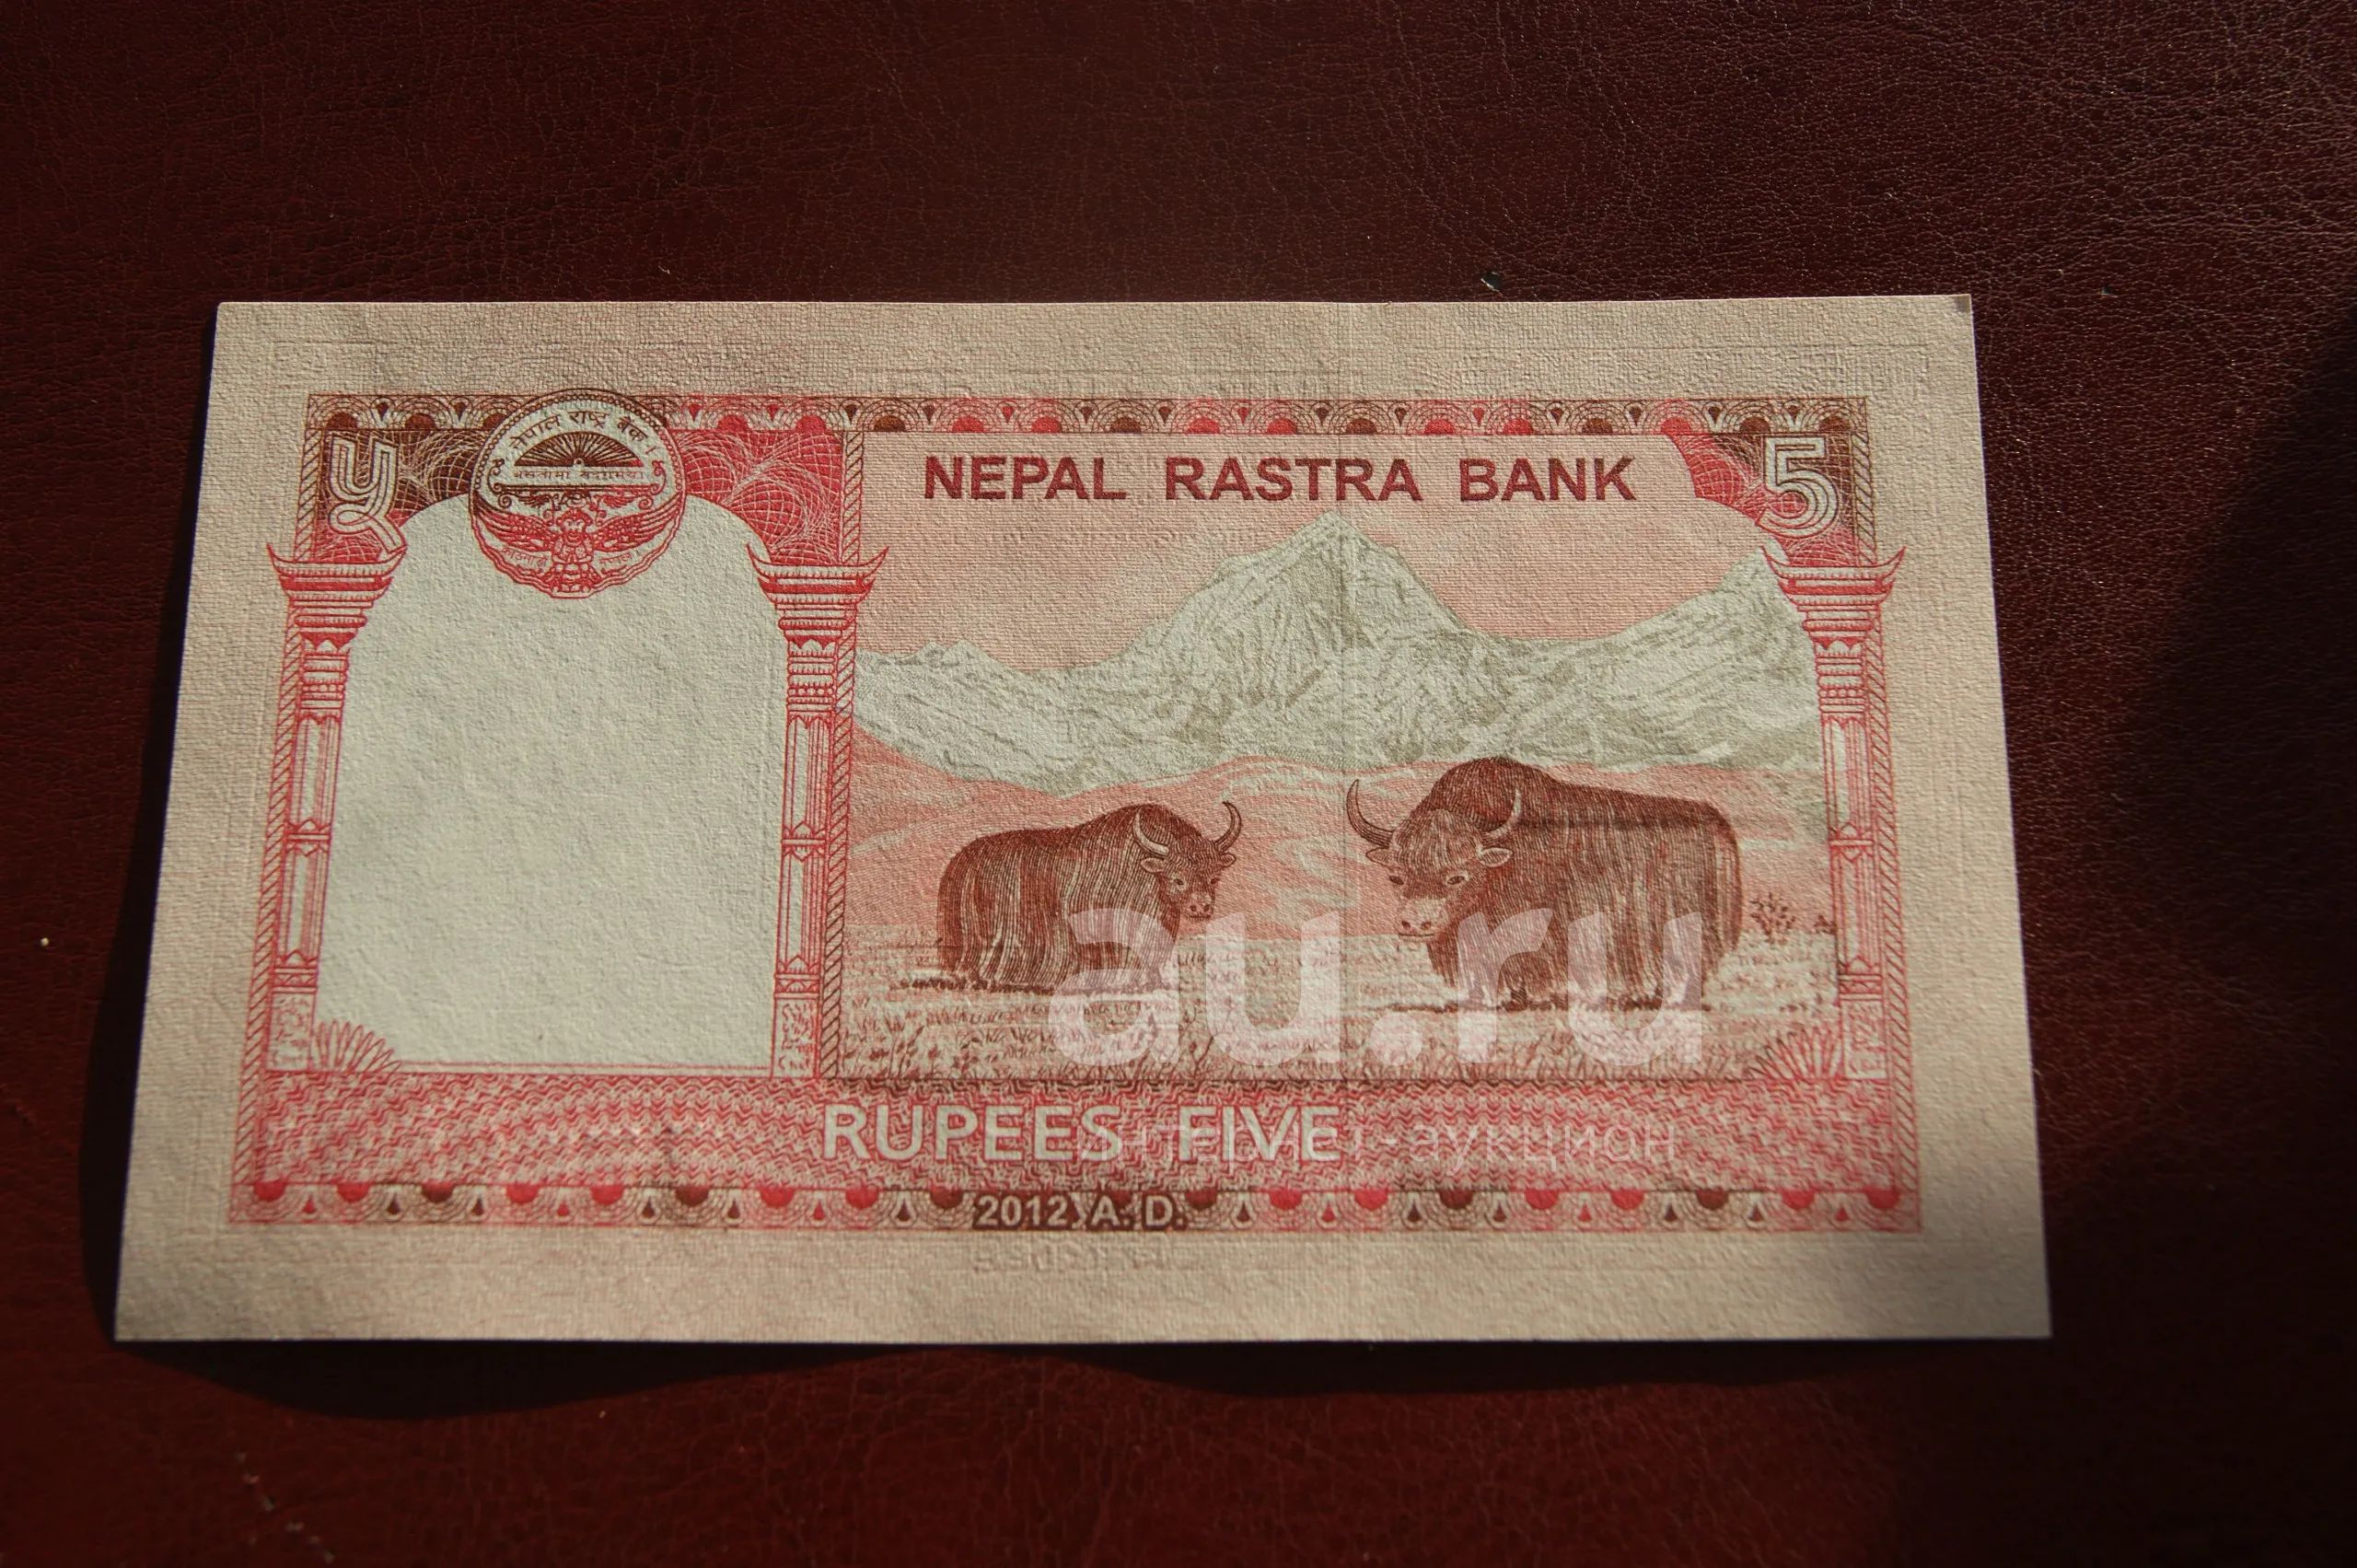 नेपाल राष्ट्र बैंक
५
NEPAL RASTRA BANK
5
au.ru
RUPEES FIVE
интернет-аукцион
2012 A. D.